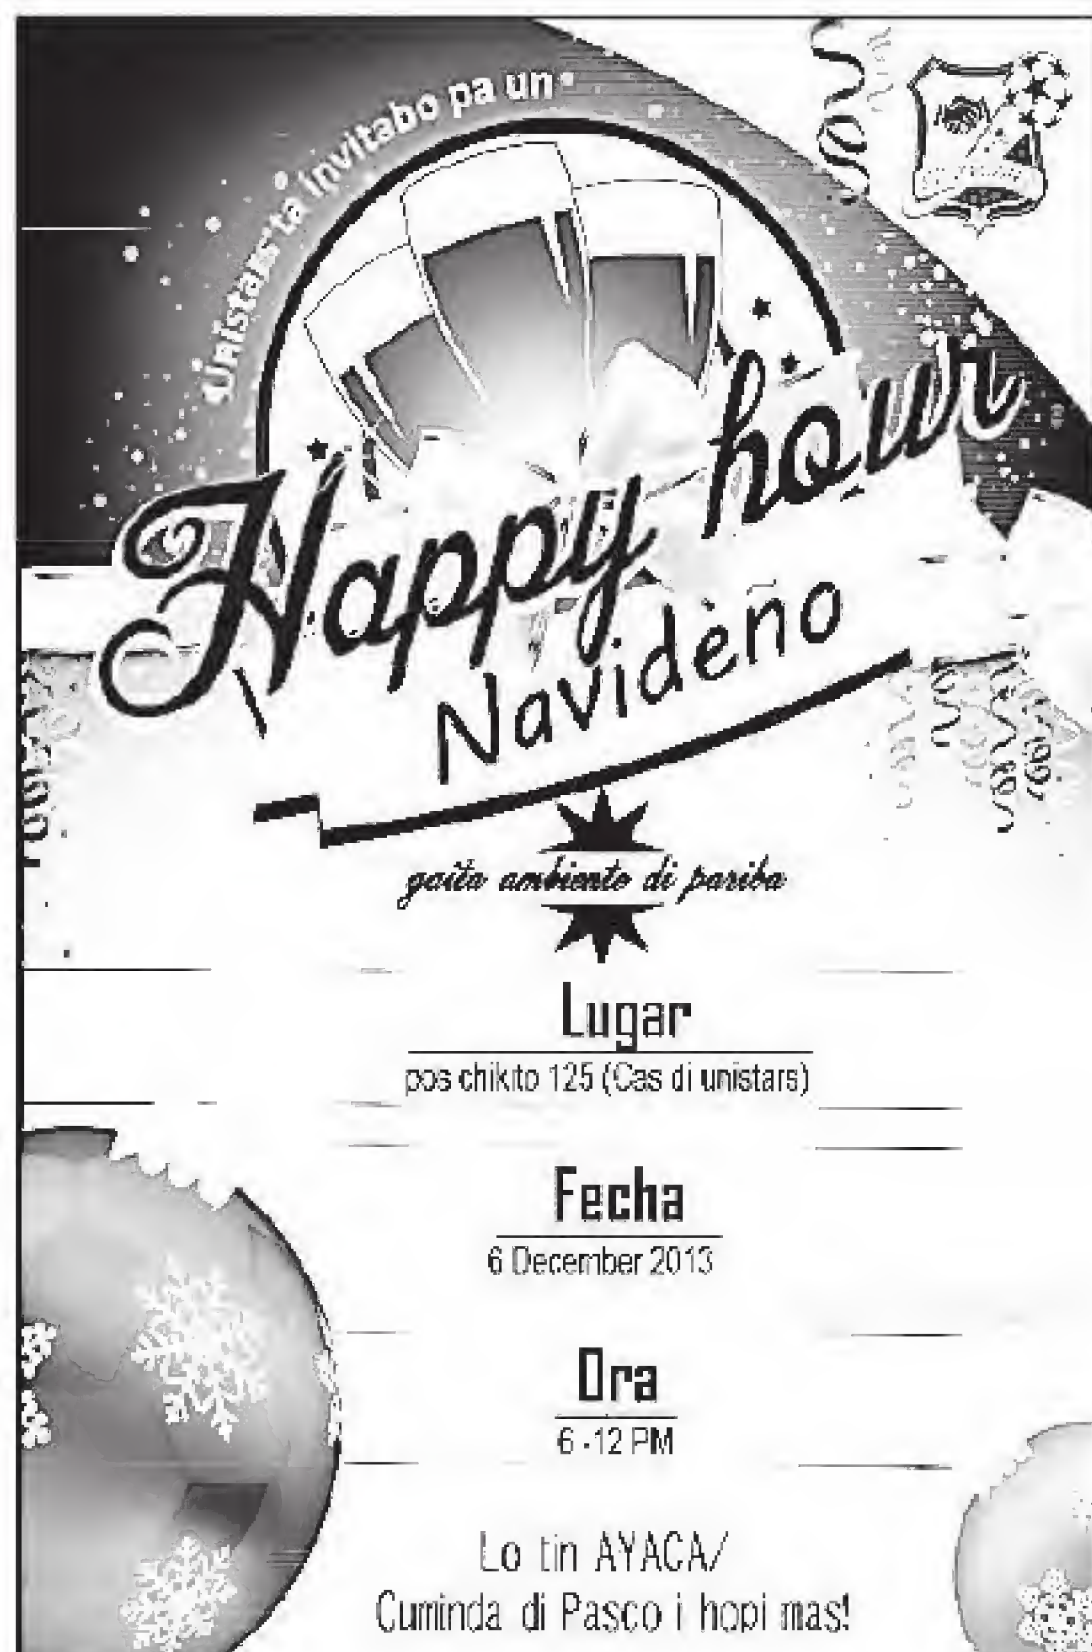 Unistars ta invitabo pa un
Happy hour
Navideño
gaita ambiente di pariba
Lugar
pos chikito 125 (Cas di unistars)
Fecha
6 December 2013
Ora
6 -12 PM
Lo tin AYACA/
Cuminda di Pasco i hopi mas!